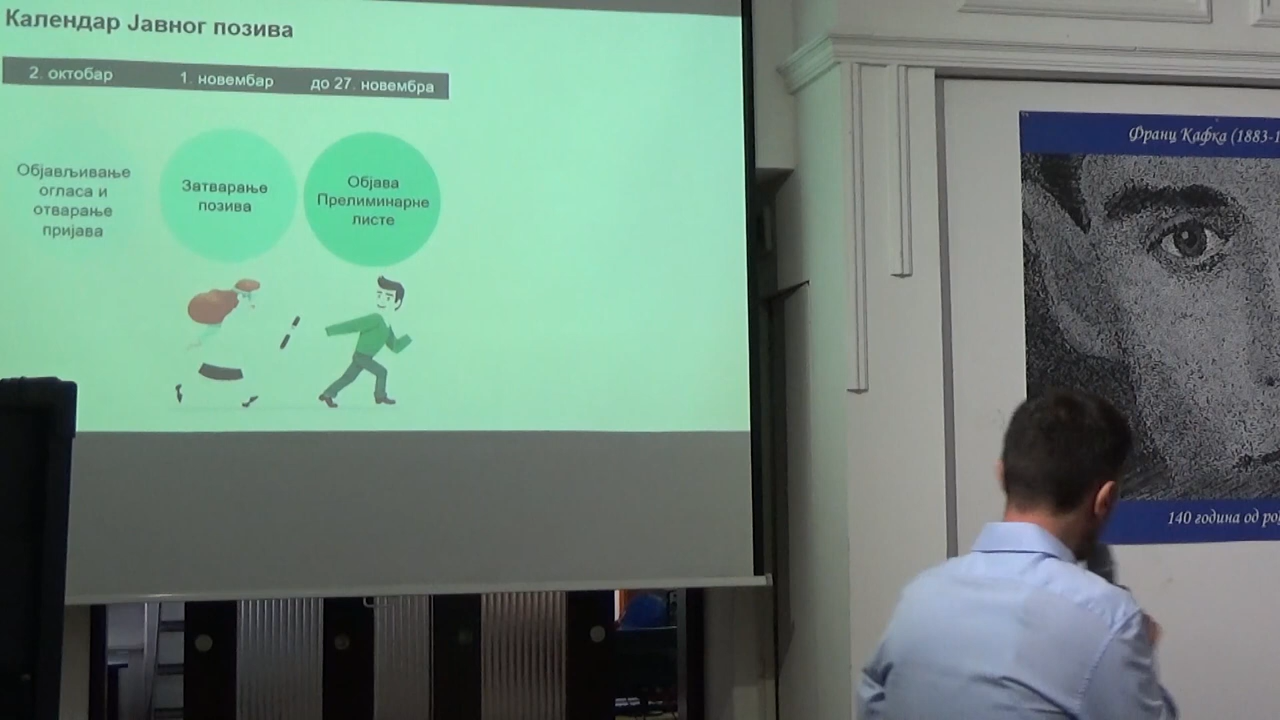 Календар Јавног позива
2. октобар
1. новембар
до 27. новембра
Објављивање
огласа и
отварање
пријава
Затварање
позива
Објава
Прелиминарне
листе
Франц Кафка (1883-1
140 година од